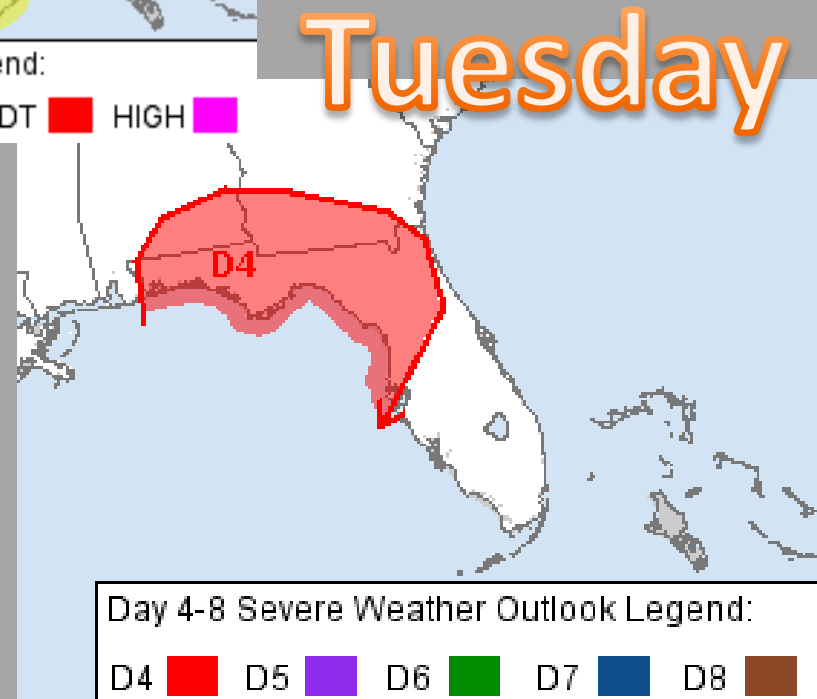 Tuesday
end:
DT HIGH
D4
Day 4-8 Severe Weather Outlook Legend:
D4 D5 D6 D7 D8